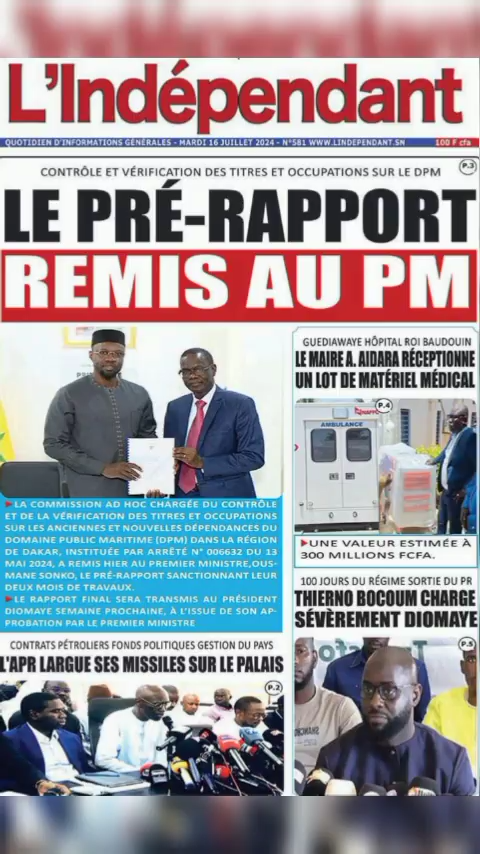 L'Indépendant
QUOTIDIEN D'INFORMATIONS GÉNÉRALES - MARDI 16 JUILLET 2024 - N°581 WWW.LINDEPENDANT.SN
100 F cfa
CONTRÔLE ET VÉRIFICATION DES TITRES ET OCCUPATIONS SUR LE DPM
P.3
LE PRÉ-RAPPORT
REMIS AU PM
►LA COMMISSION AD HOC CHARGÉE DU CONTRÔLE
ET DE LA VÉRIFICATION DES TITRES ET OCCUPATIONS
SUR LES ANCIENNES ET NOUVELLES DÉPENDANCES DU
DOMAINE PUBLIC MARITIME (DPM) DANS LA RÉGION
DE DAKAR, INSTITUÉE PAR ARRÊTÉ N° 006632 DU 13
MAI 2024, A REMIS HIER AU PREMIER MINISTRE,OUS-
MANE SONKO, LE PRÉ-RAPPORT SANCTIONNANT LEUR
DEUX MOIS DE TRAVAUX.
►LE RAPPORT FINAL SERA TRANSMIS AU PRÉSIDENT
DIOMAYE SEMAINE PROCHAINE, À L'ISSUE DE SON AP-
PROBATION PAR LE PREMIER MINISTRE
CONTRATS PÉTROLIERS FONDS POLITIQUES GESTION DU PAYS
L'APR LARGUE SES MISSILES SUR LE PALAIS
P.2
GUEDIAWAYE HÔPITAL ROI BAUDOUIN
LE MAIRE A. AIDARA RÉCEPTIONNE
UN LOT DE MATÉRIEL MÉDICAL
P.4
AMBULANCE
►UNE VALEUR ESTIMÉE À
300 MILLIONS FCFA.
100 JOURS DU RÉGIME SORTIE DU PR
THIERNO BOCOUM CHARGE
SÉVÈREMENT DIOMAYE
P.5